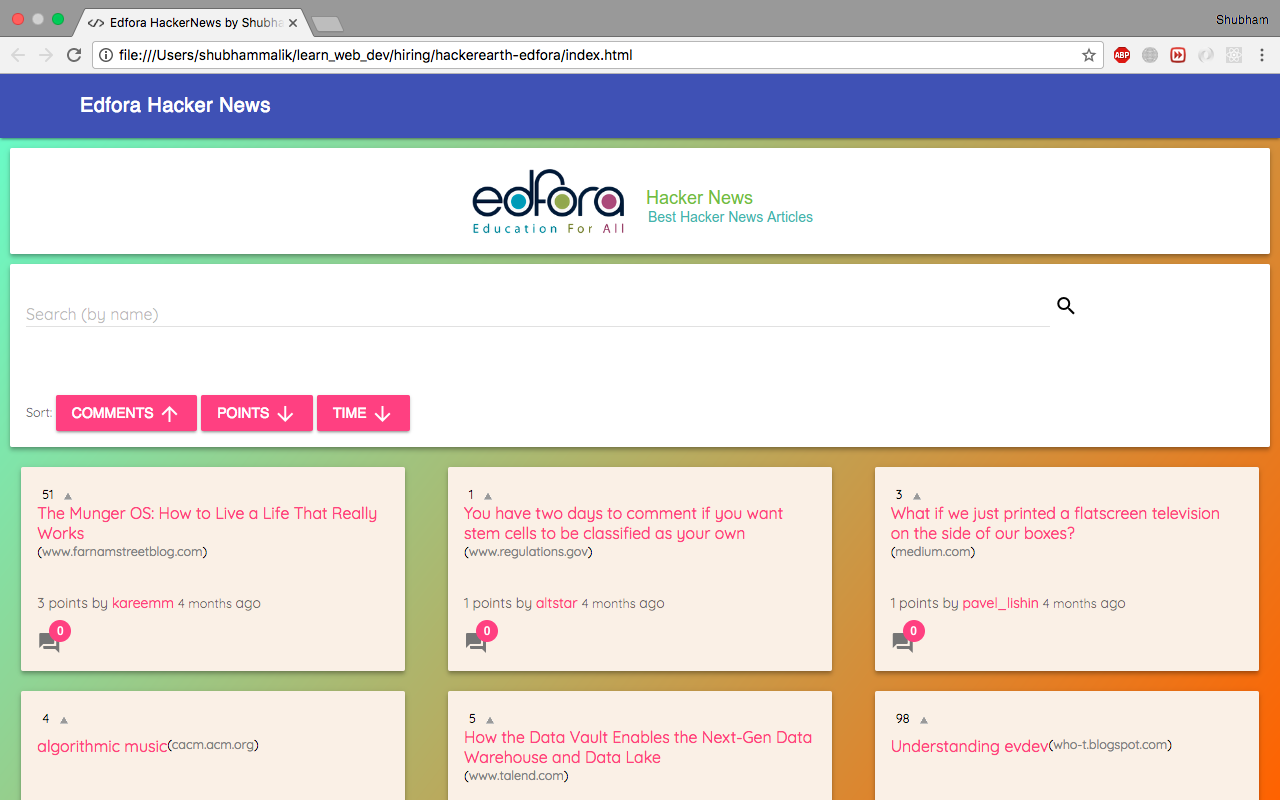 Edfora HackerNews by Shubha
Shubham
file:///Users/shubhammalik/learn_web_dev/hiring/hackerearth-edfora/index.html
ABP
Edfora Hacker News
edfora
Education For All
Hacker News
Best Hacker News Articles
Search (by name)
Sort: COMMENTS POINTS TIME
51
The Munger OS: How to Live a Life That Really
Works
(www.farnamstreetblog.com)
3 points by kareemm 4 months ago
0
1
You have two days to comment if you want
stem cells to be classified as your own
(www.regulations.gov)
1 points by altstar 4 months ago
0
3
What if we just printed a flatscreen television
on the side of our boxes?
(medium.com)
1 points by pavel_lishin 4 months ago
0
4
algorithmic music(cacm.acm.org)
5
How the Data Vault Enables the Next-Gen Data
Warehouse and Data Lake
(www.talend.com)
98
Understanding evdev(who-t.blogspot.com)